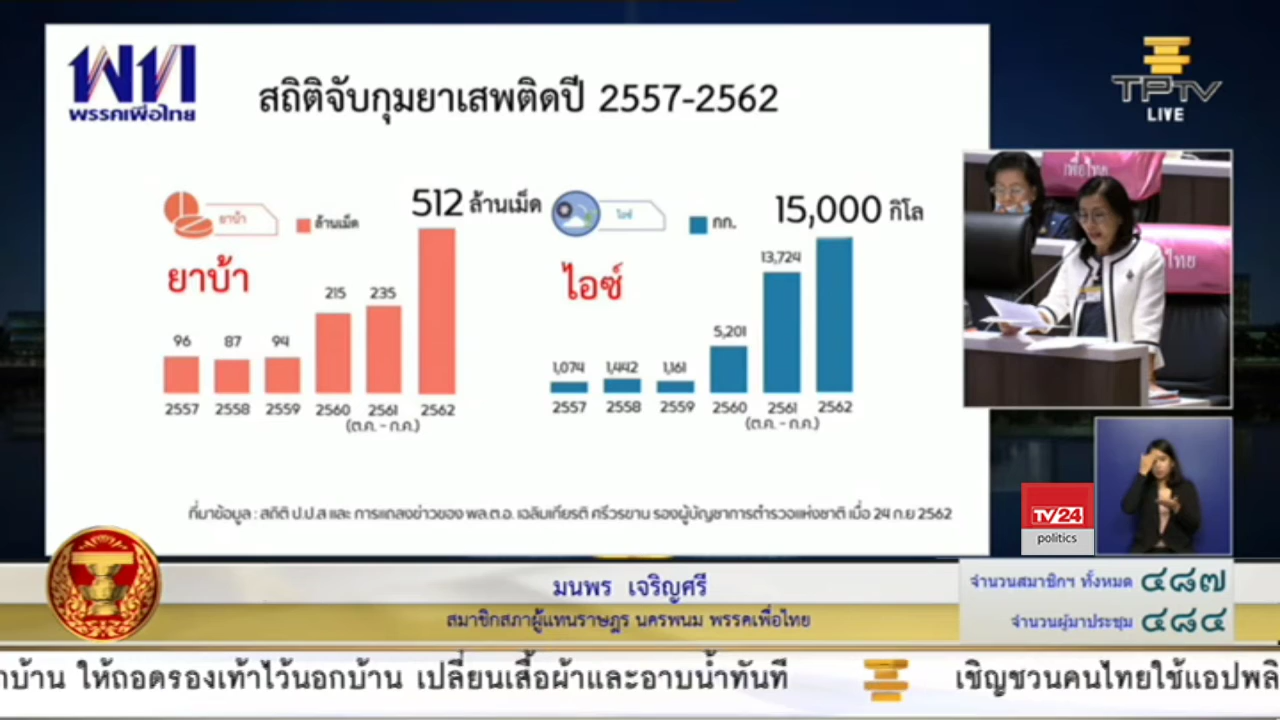 พท
พรรคเพื่อไทย
สถิติจับกุมยาเสพติดปี 2557-2562
TPTV
LIVE
ยาบ้า
ล้านเม็ด
512 ล้านเม็ด
ยาบ้า
96
87
94
215
235
2557
2558
2559
2560
2561
2562
(ต.ค. - ก.ค.)
ไอซ์
กก.
15,000 กิโล
ไอซ์
1,074
1,442
1,161
5,201
13,724
2557
2558
2559
2560
2561
2562
(ต.ค. - ก.ค.)
ที่มาข้อมูล : สถิติ ป.ป.ส และ การแถลงข่าวของ พล.ต.อ. เฉลิมเกียรติ ศรีวรขาน รองผู้บัญชาการตำรวจแห่งชาติ เมื่อ 24 ก.ย 2562
เพื่อไทย
ไทย
TV/24
politics
มนพร เจริญศรี
สมาชิกสภาผู้แทนราษฎร นครพนม พรรคเพื่อไทย
จำนวนสมาชิกฯ ทั้งหมด ๔๘๗
จำนวนผู้มาประชุม ๔๘๔
าบ้าน ให้ถอดรองเท้าไว้นอกบ้าน เปลี่ยนเสื้อผ้าและอาบน้ำทันที
เชิญชวนคนไทยใช้แอปพลิ